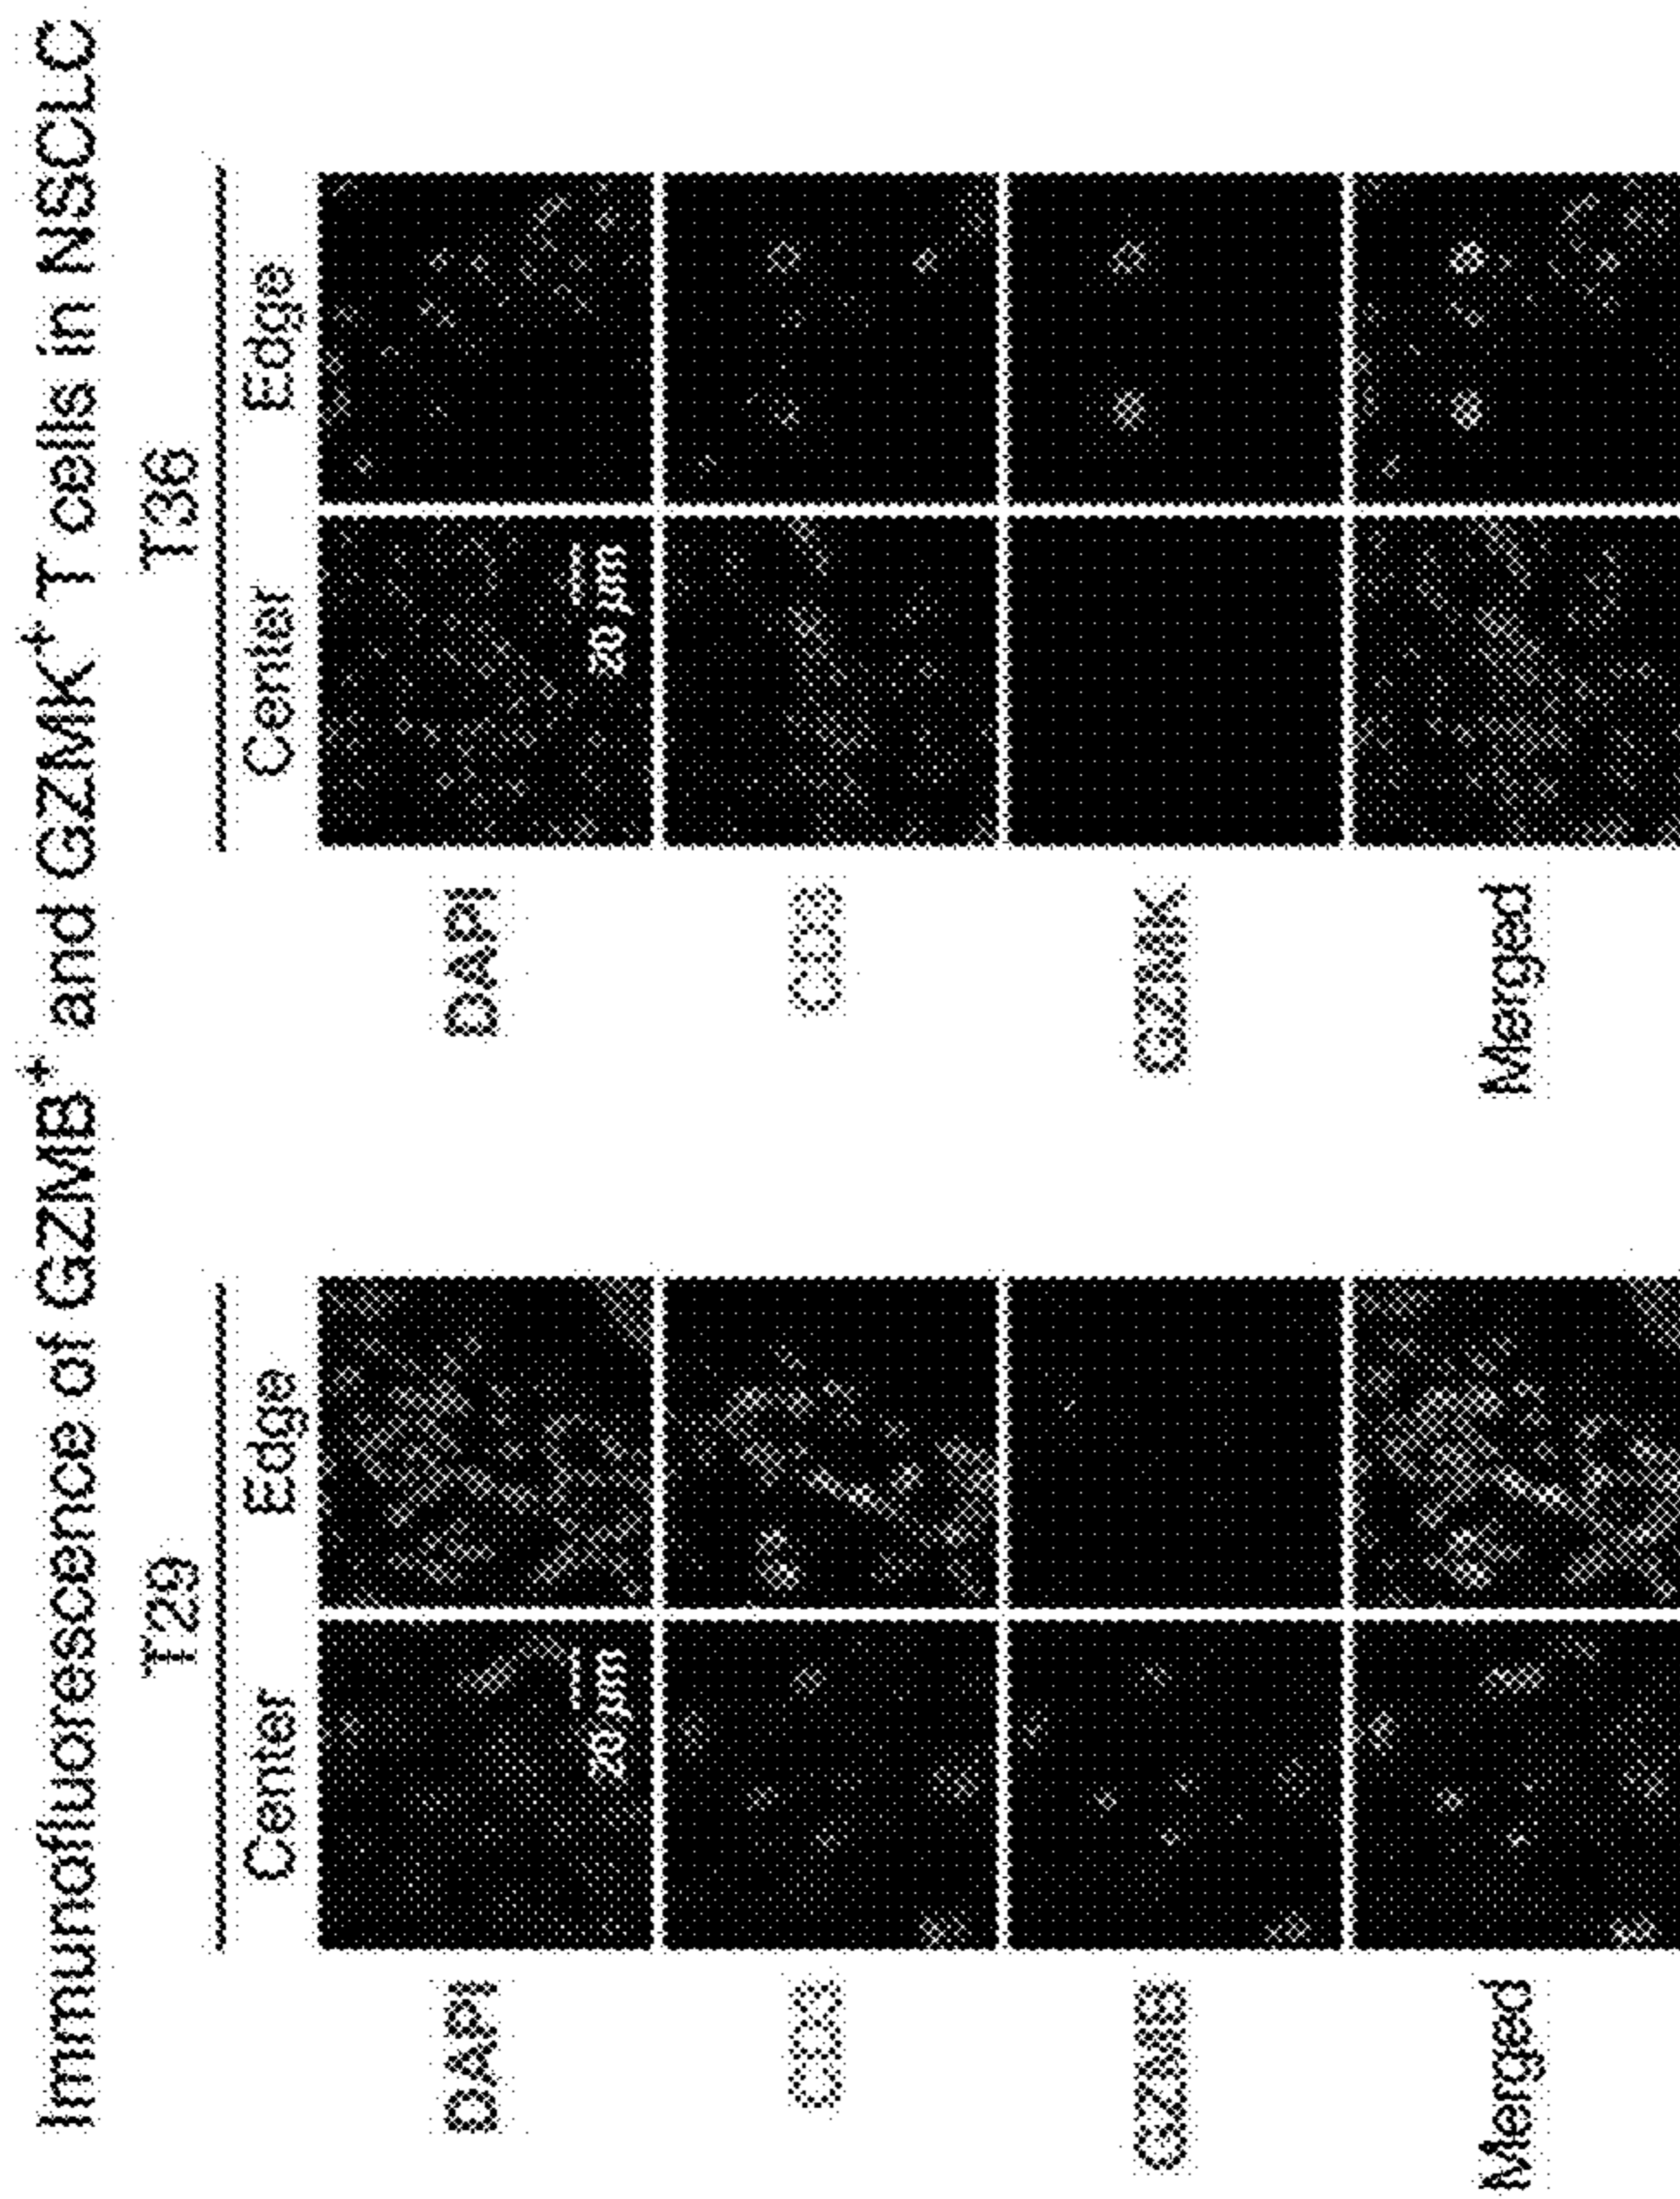 Immunofluorescence of GZMB+ and GZMK+ T cells in NSCLC
T29
Center
Edge
DAPI
20 μm
CD3
GZMB
Merged
T36
Center
Edge
DAPI
20 μm
CD3
GZMK
Merged